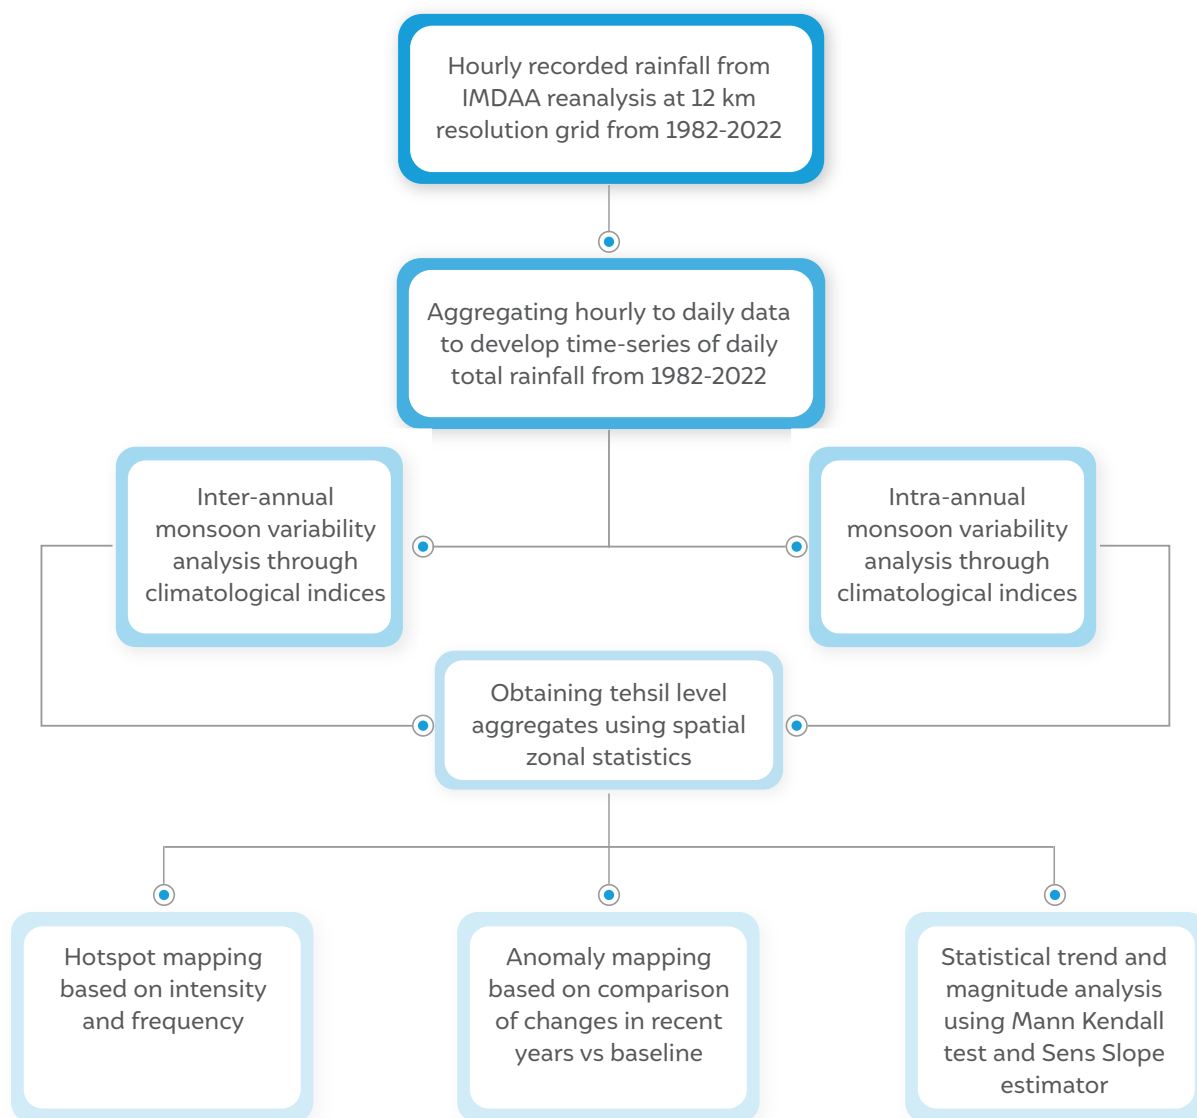 Hourly recorded rainfall from
IMDAA reanalysis at 12 km
resolution grid from 1982-2022
Aggregating hourly to daily data
to develop time-series of daily
total rainfall from 1982-2022
Inter-annual
monsoon variability
analysis through
climatological indices
Intra-annual
monsoon variability
analysis through
climatological indices
Obtaining tehsil level
aggregates using spatial
zonal statistics
Hotspot mapping
based on intensity
and frequency
Anomaly mapping
based on comparison
of changes in recent
years vs baseline
Statistical trend and
magnitude analysis
using Mann Kendall
test and Sens Slope
estimator